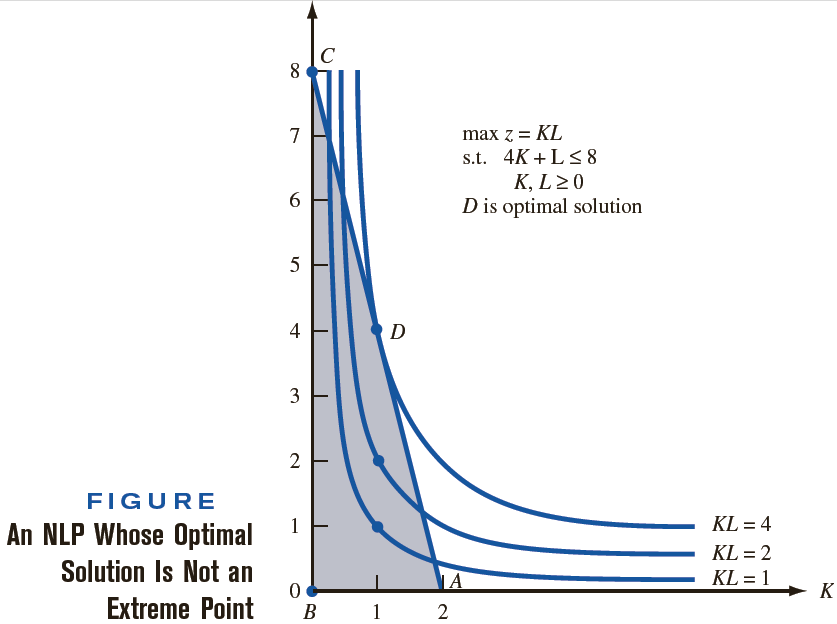 C
8
7
6
5
4
3
2
1
0
max z = KL
s.t. 4K + L ≤ 8
K, L ≥ 0
D is optimal solution
D
KL = 4
KL = 2
KL = 1
A
K
B
1
2
FIGURE
An NLP Whose Optimal
Solution Is Not an
Extreme Point